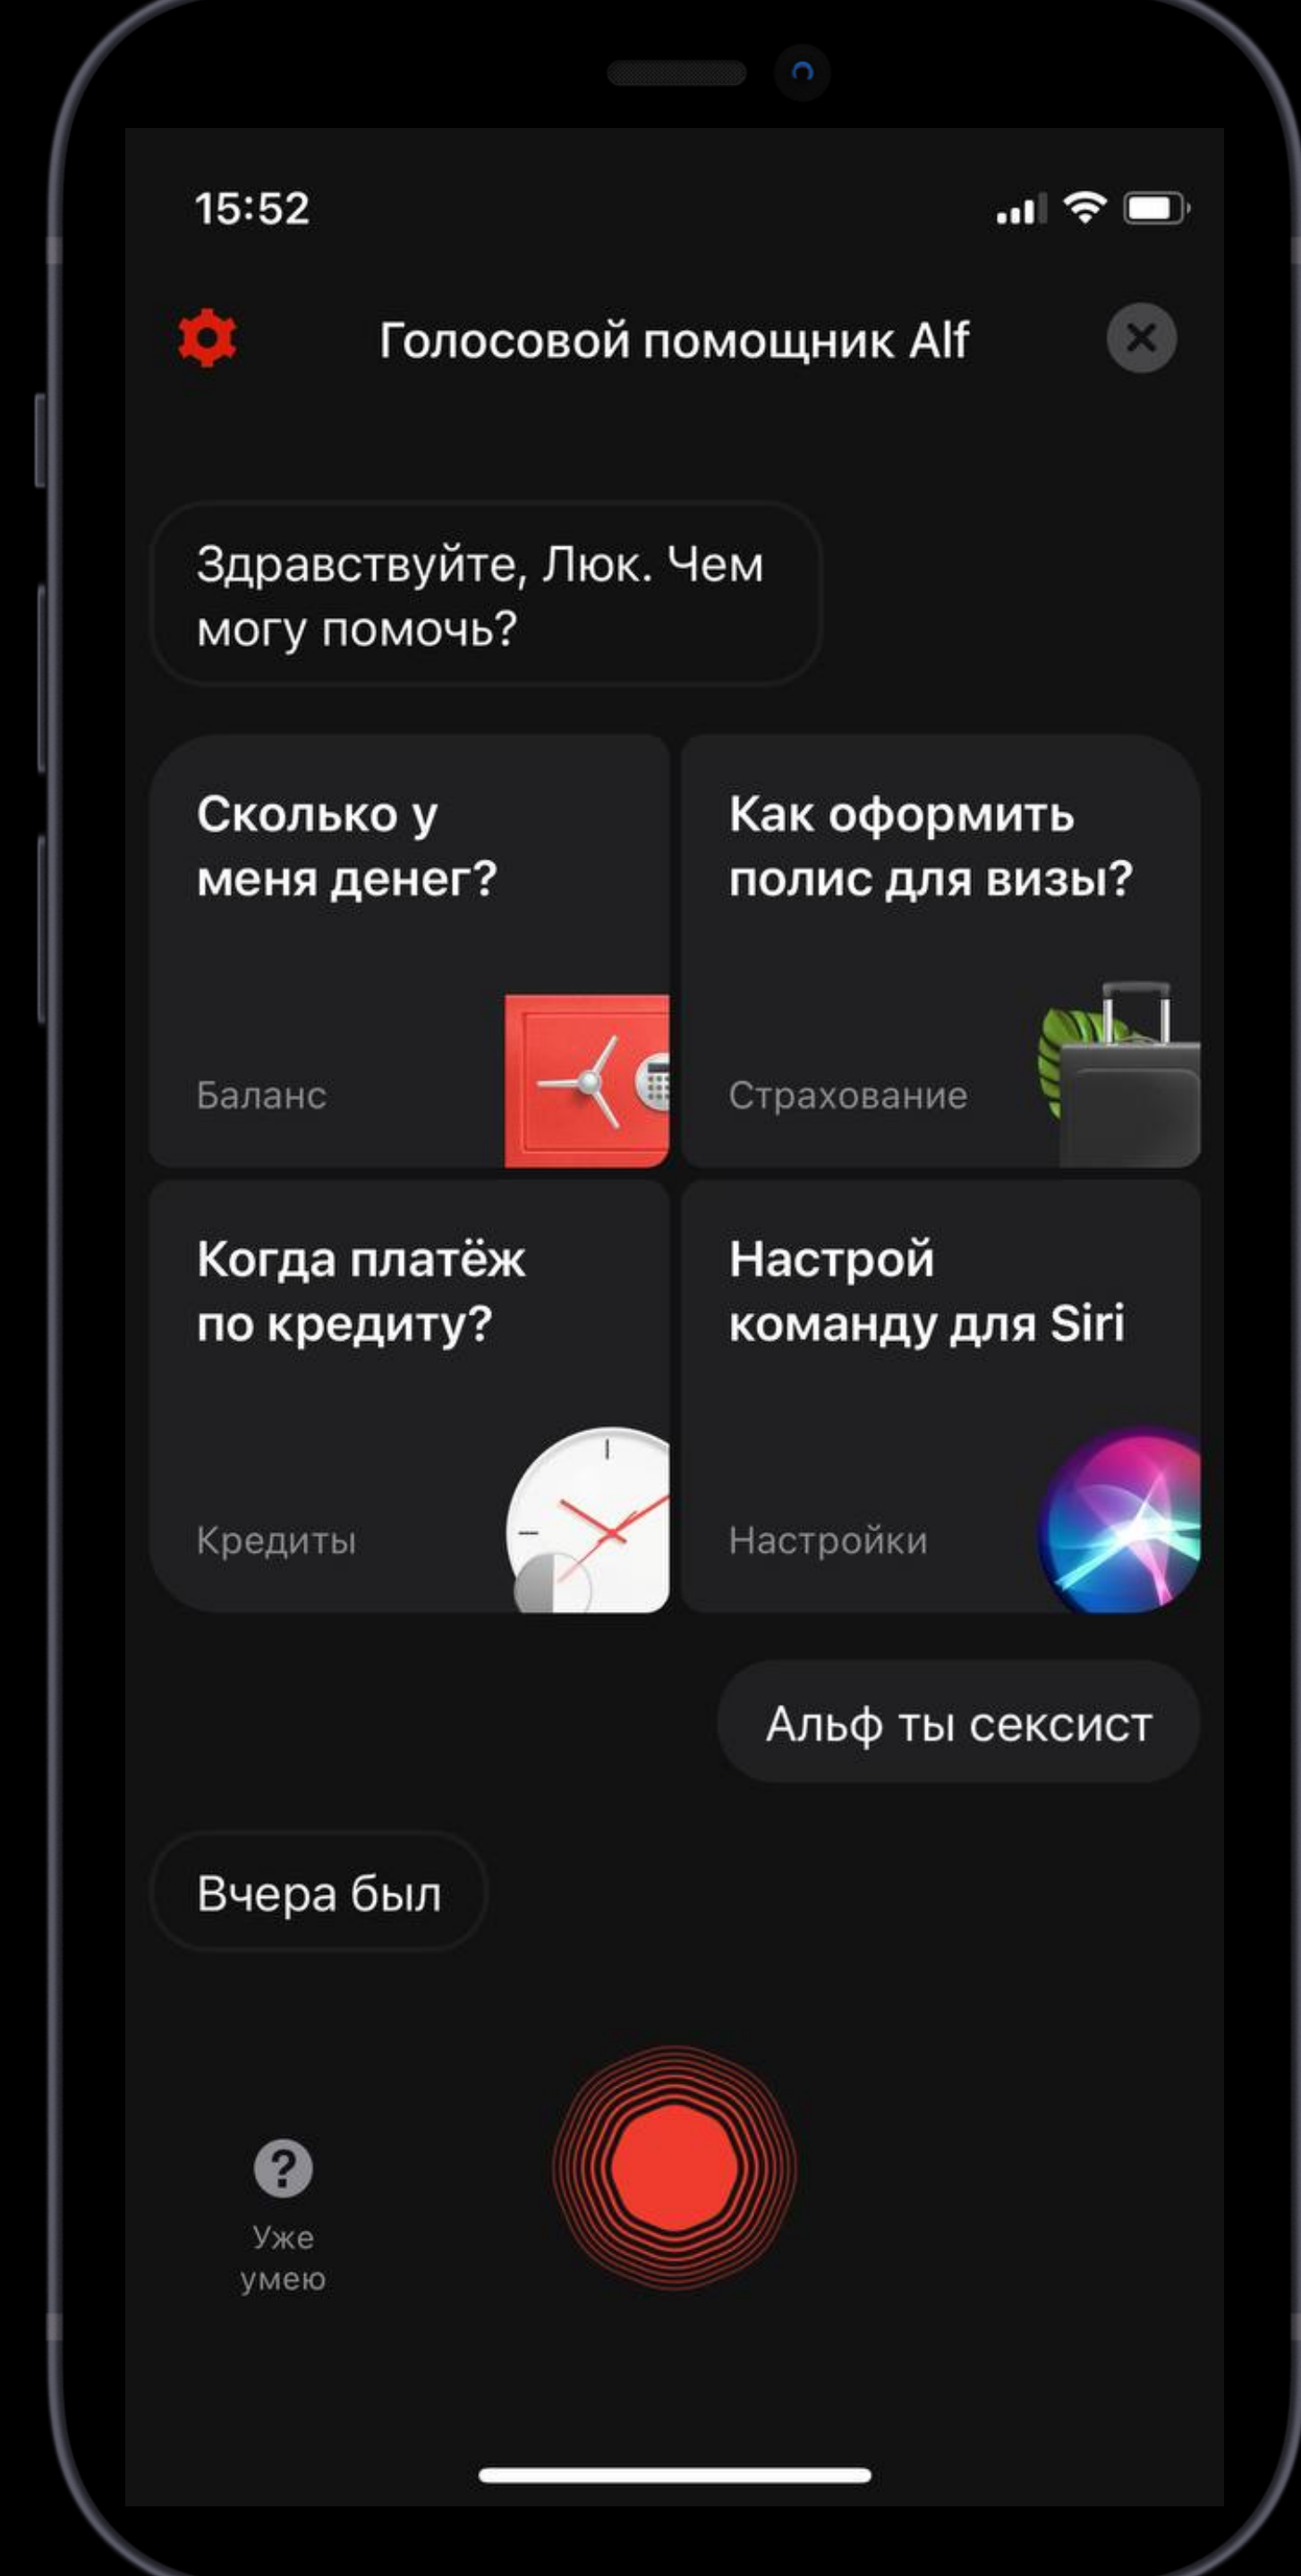 15:52
Голосовой помощник Alf
Здравствуйте, Люк. Чем
могу помочь?
Сколько у
меня денег?
Баланс
Как оформить
полис для визы?
Страхование
Когда платёж
по кредиту?
Кредиты
Настрой
команду для Siri
Настройки
Альф ты сексист
Вчера был
?
Уже
умею